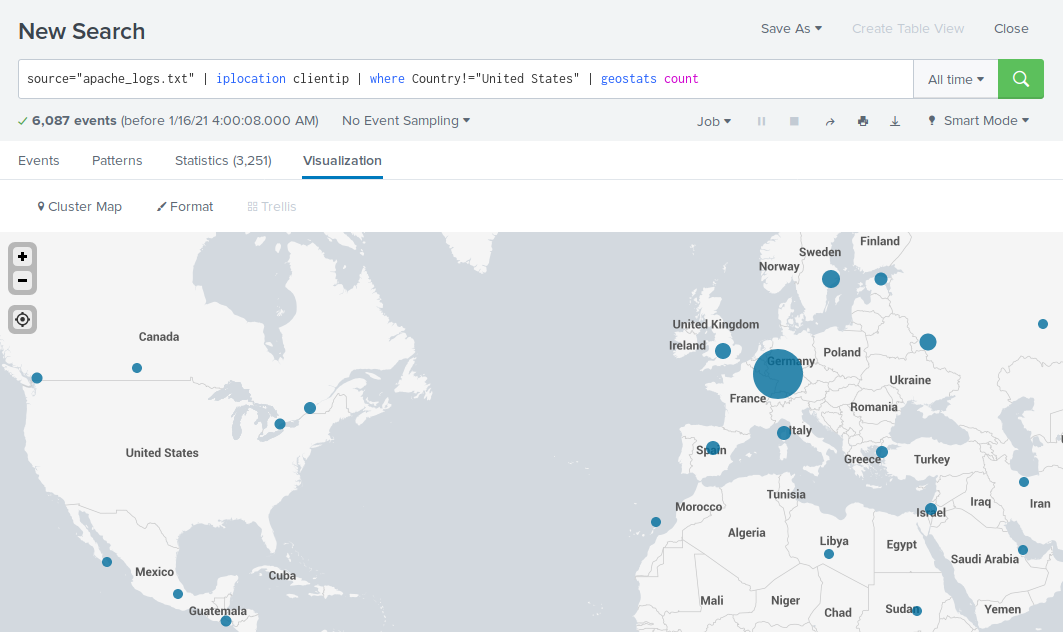 New Search
Save As
Create Table View
Close
source="apache_logs.txt" | iplocation clientip | where Country!="United States" | geostats count
All time
6,087 events (before 1/16/21 4:00:08.000 AM)
No Event Sampling
Job
Smart Mode
Events
Patterns
Statistics (3,251)
Visualization
Cluster Map
Format
Trellis
+
−
Finland
Sweden
Norway
United Kingdom
Canada
Ireland
Poland
Germany
Ukraine
France
Romania
Italy
Spain
United States
Greece
Turkey
Tunisia
Morocco
Iraq
Iran
Israel
Algeria
Libya
Egypt
Saudi Arabia
Mexico
Cuba
Mali
Niger
Guatemala
Chad
Sudan
Yemen